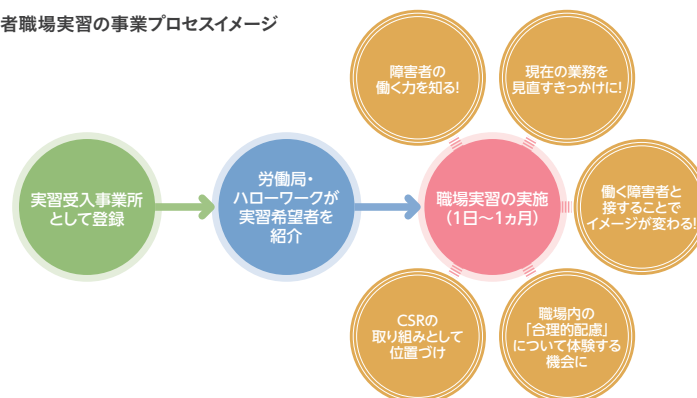 者職場実習の事業プロセスイメージ
障害者の
働く力を知る!
現在の業務を
見直すきっかけに!
実習受入事業所
として登録
労働局・
ハローワークが
実習希望者を
紹介
職場実習の実施
(1日〜1ヵ月)
働く障害者と
接することで
イメージが変わる!
CSRの
取り組みとして
位置づけ
職場内の
「合理的配慮」
について体験する
機会に